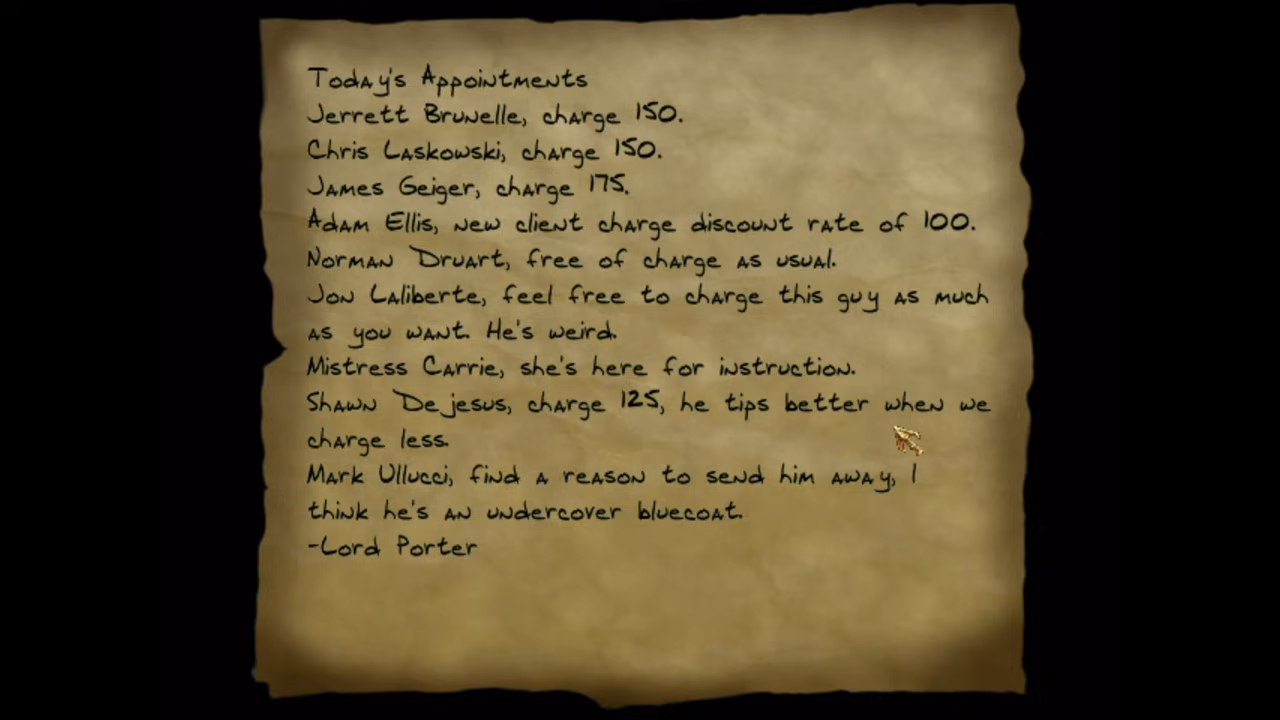 Today's Appointments
Jerrett Brunelle, charge 150.
Chris Laskowski, charge 150.
James Geiger, charge 175.
Adam Ellis, new client charge discount rate of 100.
Norman Druart, free of charge as usual.
Jon Laliberte, feel free to charge this guy as much
as you want. He's weird.
Mistress Carrie, she's here for instruction.
Shawn Dejesus, charge 125, he tips better when we
charge less.
Mark Ullucci, find a reason to send him away, I
think he's an undercover bluecoat.
-Lord Porter